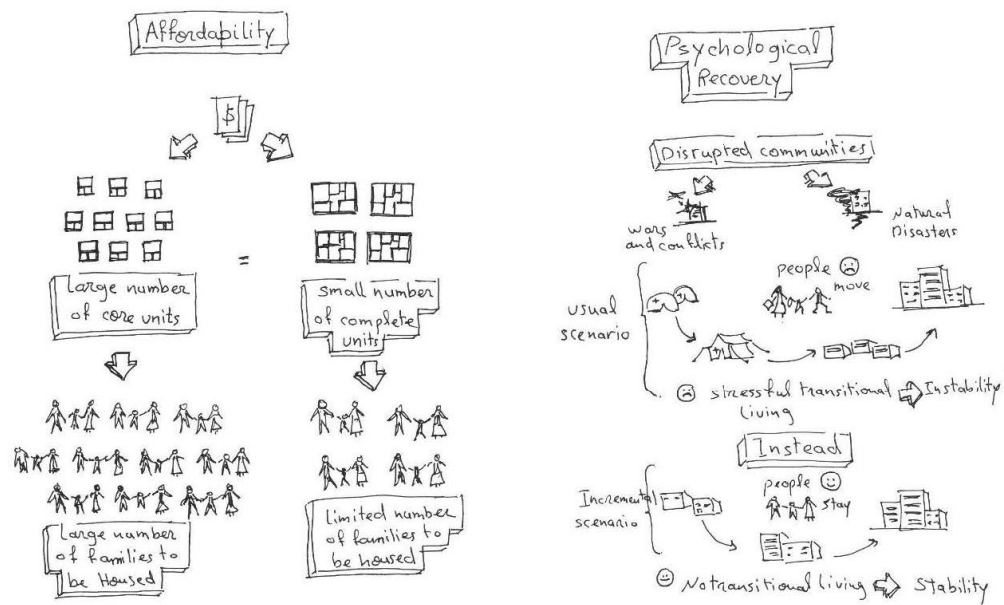 Affordability
$
=
Large number
of core units
small number
of complete
units
Large number
of families to
be Housed
limited number
of families to
be housed
Psychological
Recovery
Disrupted communities
wars
and conflicts
Natural
Disasters
usual
scenario
people
move
stressful transitional
Living
Instability
Instead
Incremental
scenario
people
stay
No transitional Living
Stability